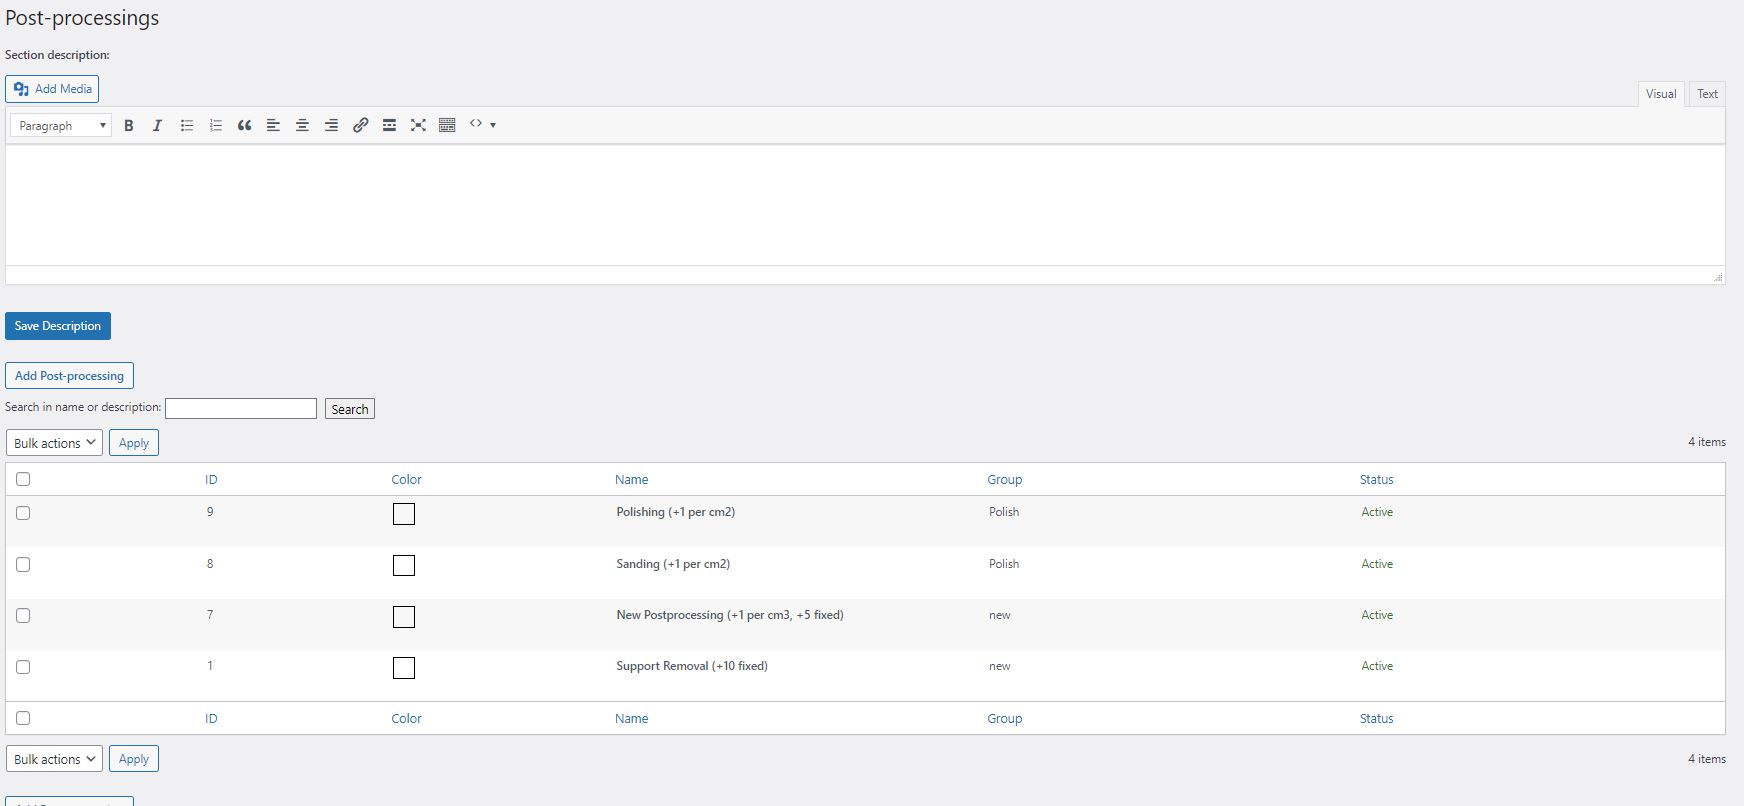 Post-processings
Section description:
Add Media
Visual Text
Paragraph B I
Save Description
Add Post-processing
Search in name or description: Search
Bulk actions Apply 4 items
ID Color Name Group Status
9 Polishing (+1 per cm2) Polish Active
8 Sanding (+1 per cm2) Polish Active
7 New Postprocessing (+1 per cm3, +5 fixed) new Active
1 Support Removal (+10 fixed) new Active
ID Color Name Group Status
Bulk actions Apply 4 items